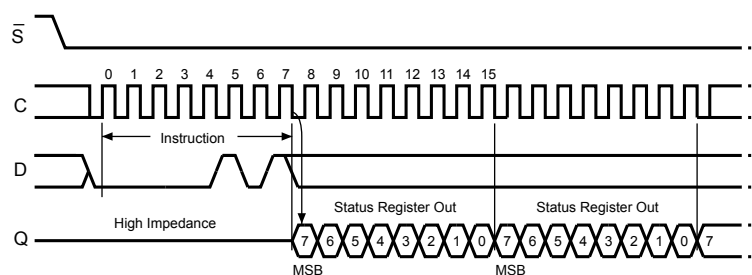 S
C
0 1 2 3 4 5 6 7 8 9 10 11 12 13 14 15
Instruction
D
High Impedance
Status Register Out
Status Register Out
Q
7 6 5 4 3 2 1 0 7 6 5 4 3 2 1 0 7
MSB
MSB